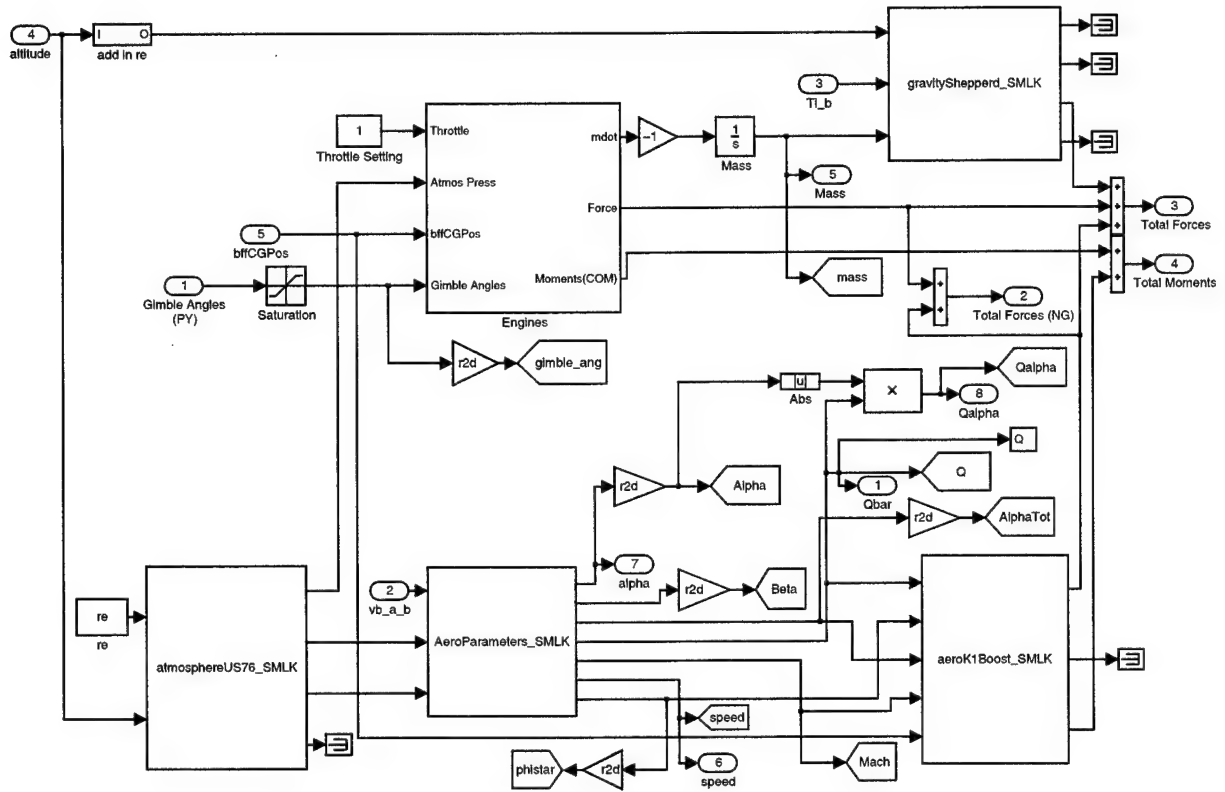 4
altitude
I O
add in re
3
Ti_b
gravityShepperd_SMLK
1
Throttle Setting
Throttle
Atmos Press
bffCGPos
Gimble Angles
mdot
Force
Moments(COM)
Engines
-1
1
s
Mass
5
Mass
mass
5
bffCGPos
1
Gimble Angles
(PY)
Saturation
r2d
gimble_ang
+
+
+
3
Total Forces
+
+
4
Total Moments
+
+
2
Total Forces (NG)
|u|
Abs
×
Qalpha
8
Qalpha
Q
Q
1
Qbar
r2d
Alpha
r2d
AlphaTot
7
alpha
r2d
Beta
re
re
atmosphereUS76_SMLK
2
vb_a_b
AeroParameters_SMLK
aeroK1Boost_SMLK
speed
6
speed
phistar
r2d
Mach